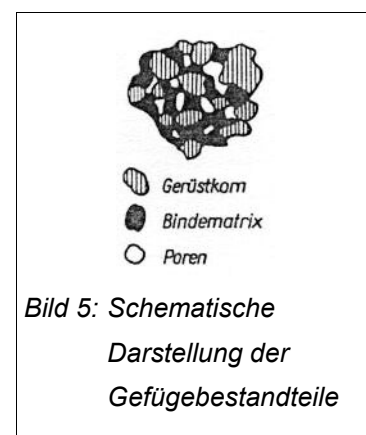 Gerüstkorn
Bindematrix
Poren
Bild 5: Schematische
Darstellung der
Gefügebestandteile